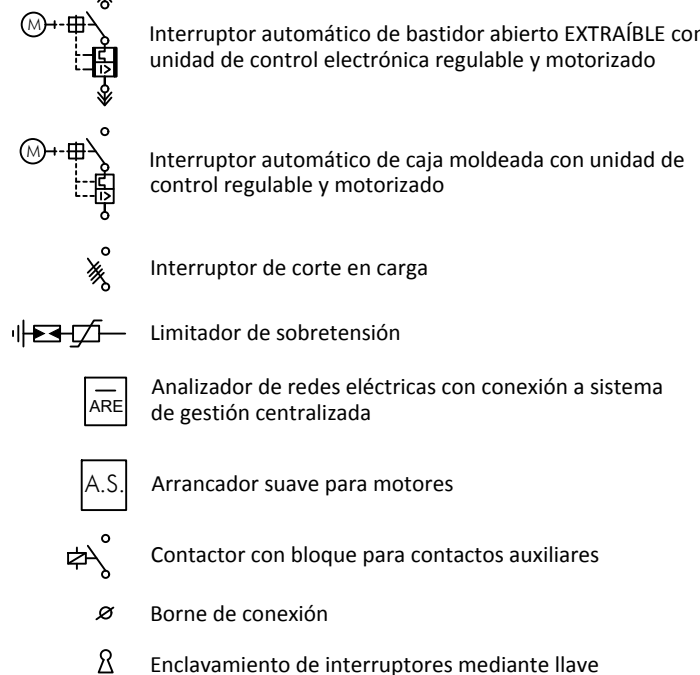 M
Interruptor automático de bastidor abierto EXTRAÍBLE con
unidad de control electrónica regulable y motorizado
I>
M
Interruptor automático de caja moldeada con unidad de
control regulable y motorizado
I>
Interruptor de corte en carga
Limitador de sobretensión
ARE
Analizador de redes eléctricas con conexión a sistema
de gestión centralizada
A.S.
Arrancador suave para motores
Contactor con bloque para contactos auxiliares
Borne de conexión
Enclavamiento de interruptores mediante llave